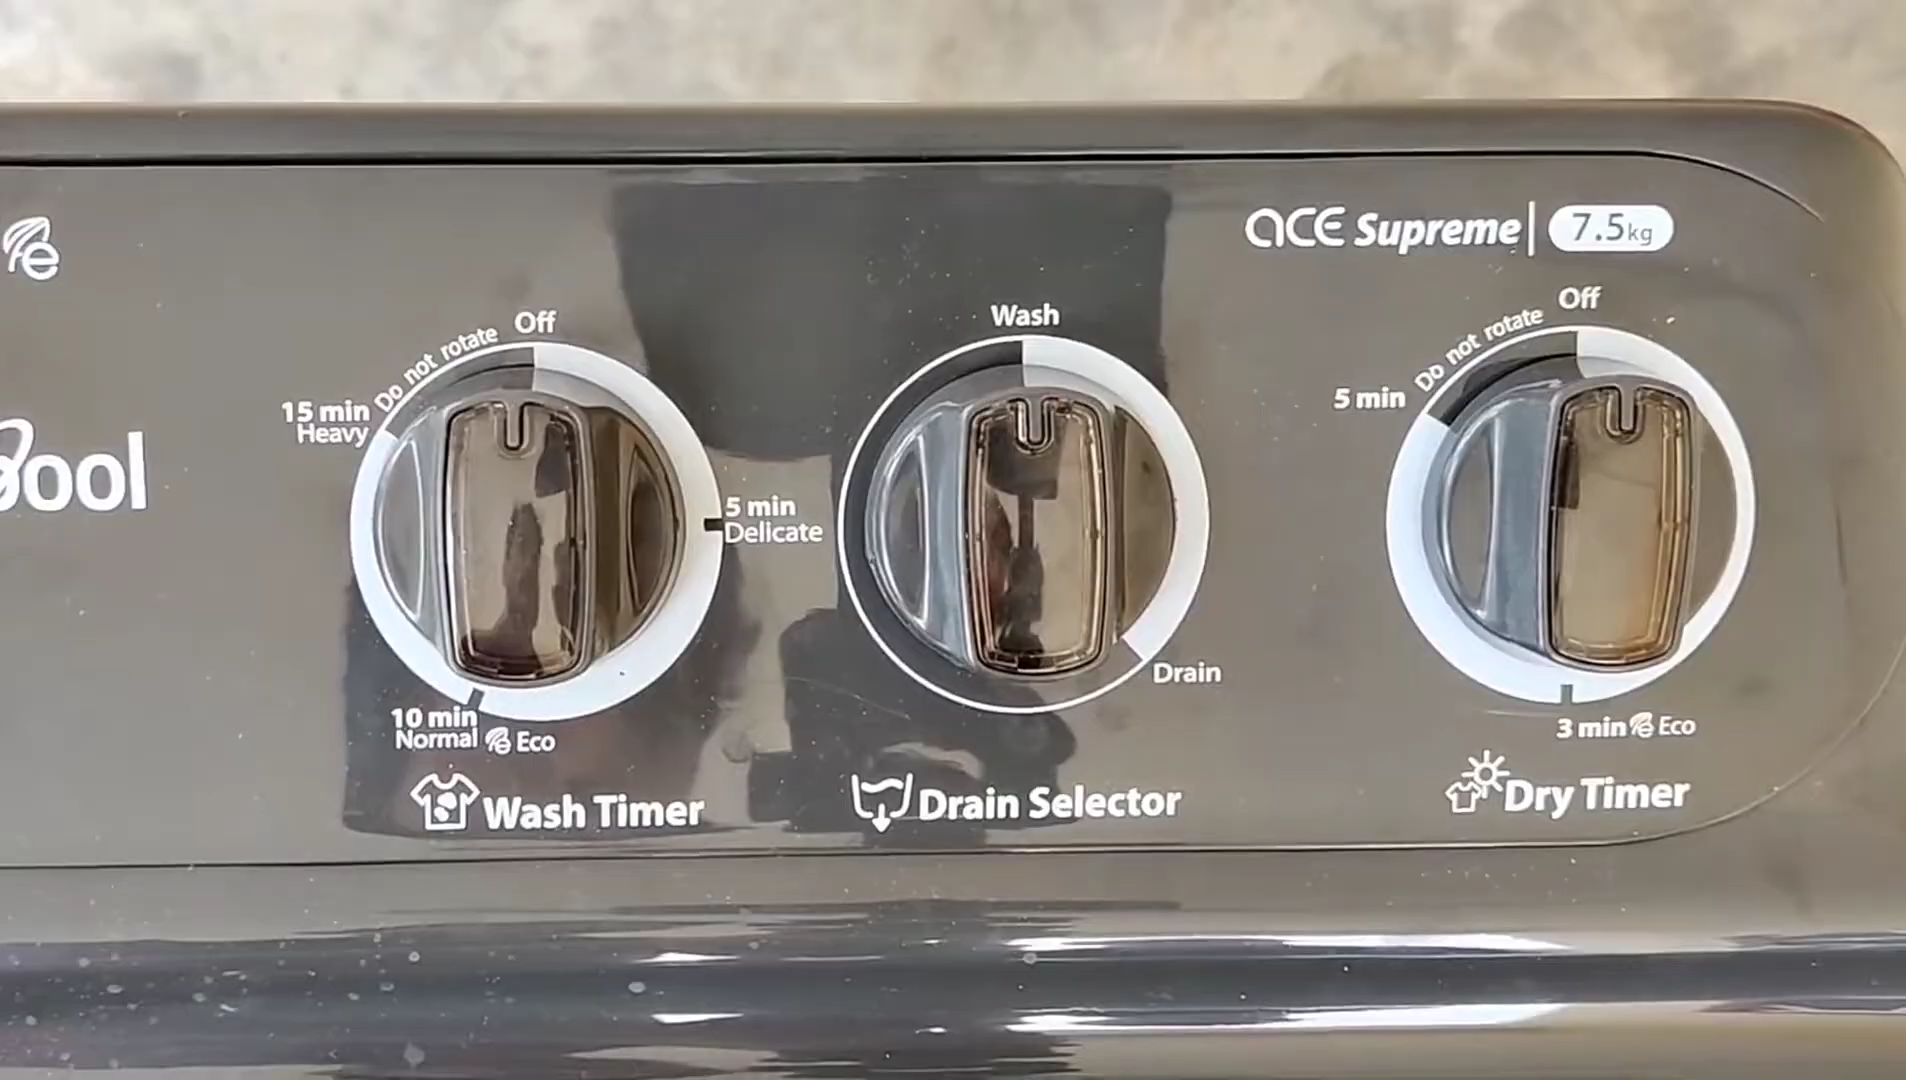 ACE Supreme | 7.5kg
ool
Off
Do not rotate
15 min
Heavy
5 min
Delicate
10 min
Normal Eco
Wash Timer
Wash
Drain
Drain Selector
Off
Do not rotate
5 min
3 min Eco
Dry Timer